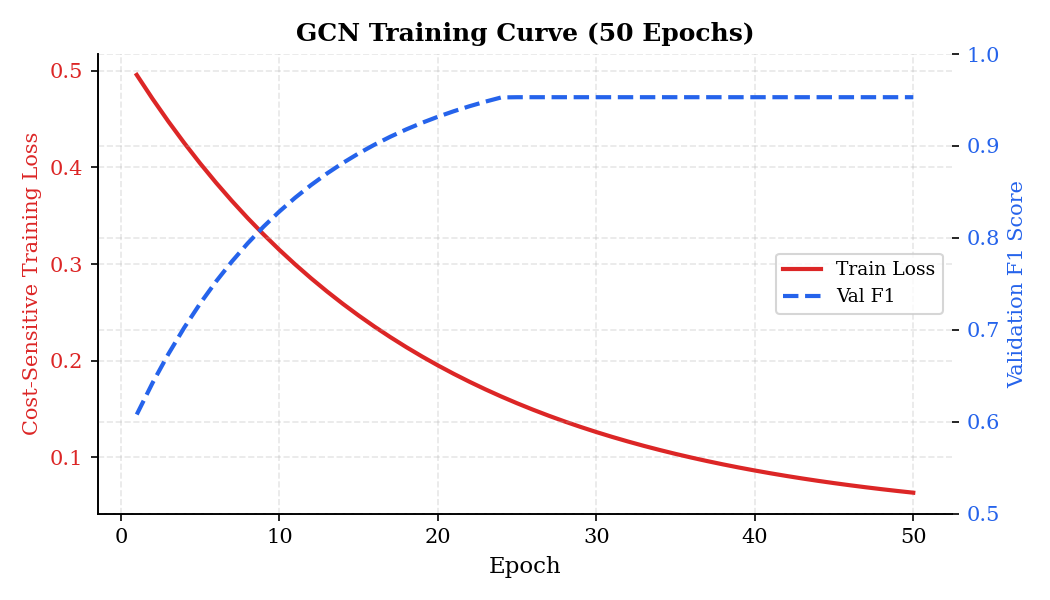 GCN Training Curve (50 Epochs)
Cost-Sensitive Training Loss
0.5
0.4
0.3
0.2
0.1
1.0
0.9
0.8
0.7
0.6
0.5
Validation F1 Score
Train Loss
Val F1
0 10 20 30 40 50
Epoch